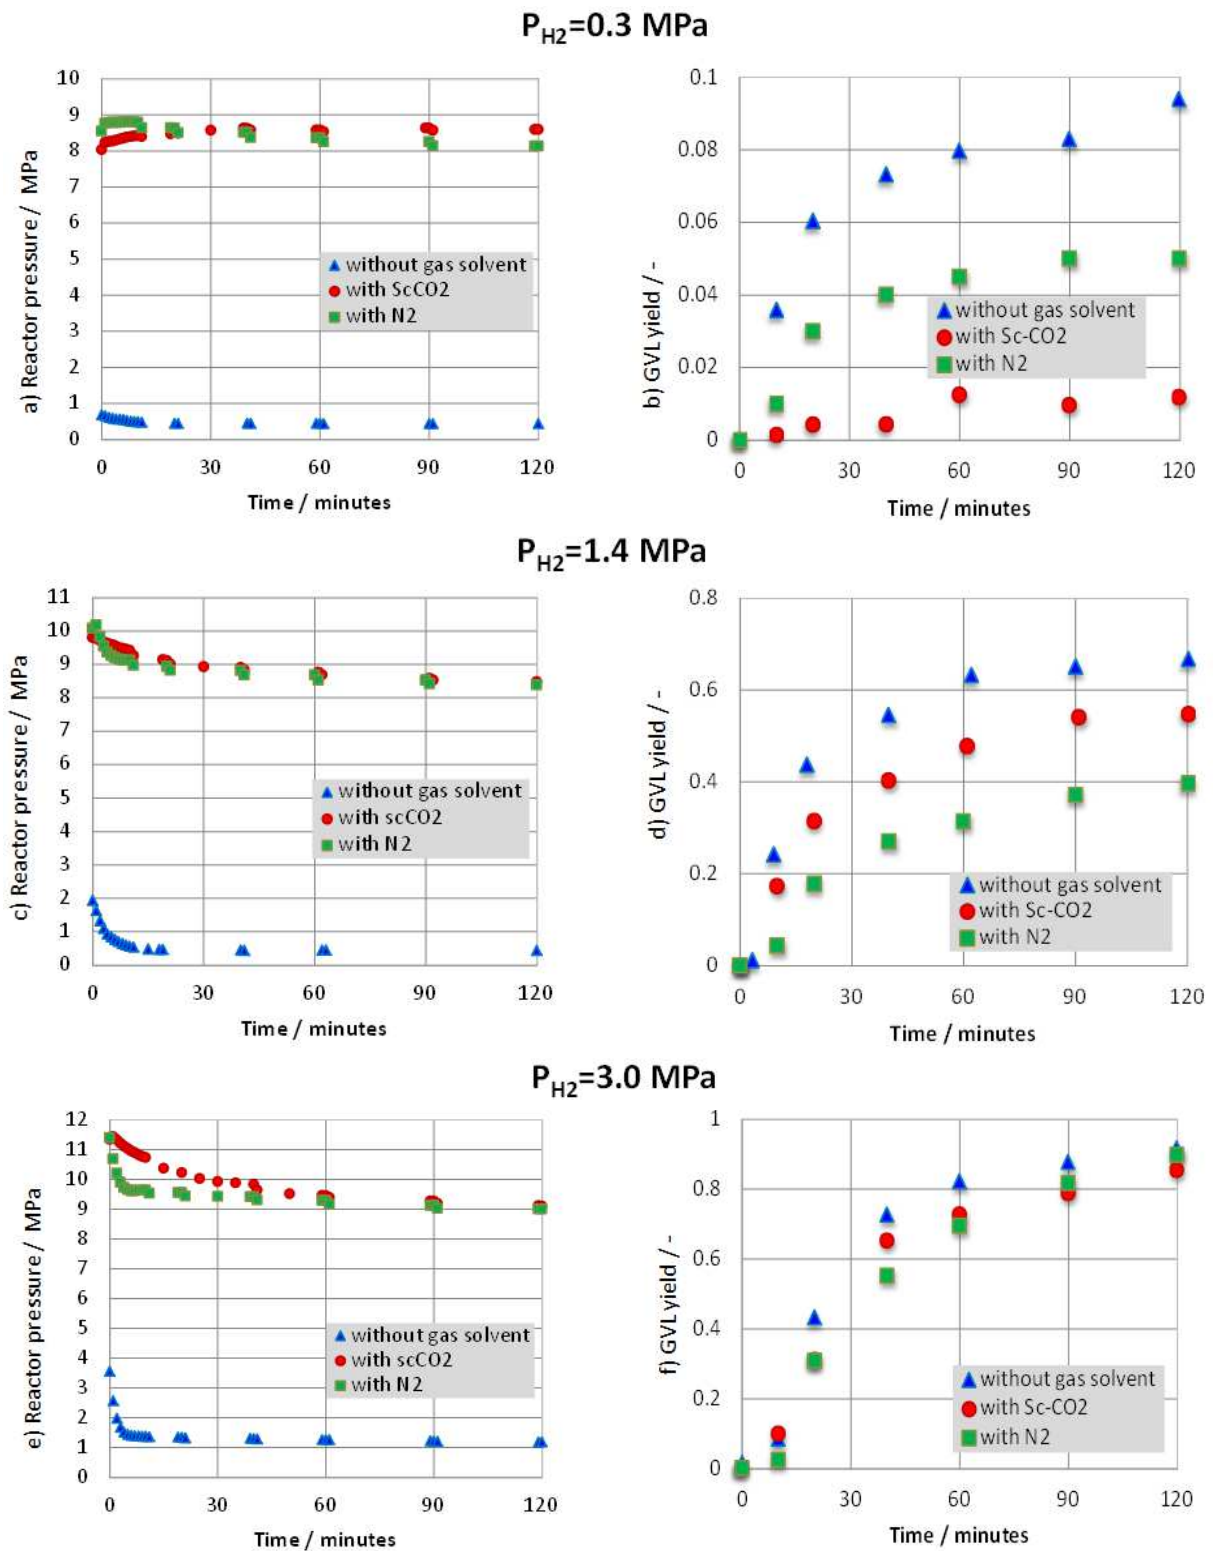 P_H2=0.3 MPa
a) Reactor pressure / MPa
10
9
8
7
6
5
4
3
2
1
0
without gas solvent
with ScCO2
with N2
0 30 60 90 120
Time / minutes
b) GVL yield / -
0.1
0.08
0.06
0.04
0.02
0
without gas solvent
with Sc-CO2
with N2
0 30 60 90 120
Time / minutes
P_H2=1.4 MPa
c) Reactor pressure / MPa
11
10
9
8
7
6
5
4
3
2
1
0
without gas solvent
with scCO2
with N2
0 30 60 90 120
Time / minutes
d) GVL yield / -
0.8
0.6
0.4
0.2
0
without gas solvent
with Sc-CO2
with N2
0 30 60 90 120
Time / minutes
P_H2=3.0 MPa
e) Reactor pressure / MPa
12
11
10
9
8
7
6
5
4
3
2
1
0
without gas solvent
with scCO2
with N2
0 30 60 90 120
Time / minutes
f) GVL yield / -
1
0.8
0.6
0.4
0.2
0
without gas solvent
with Sc-CO2
with N2
0 30 60 90 120
Time / minutes